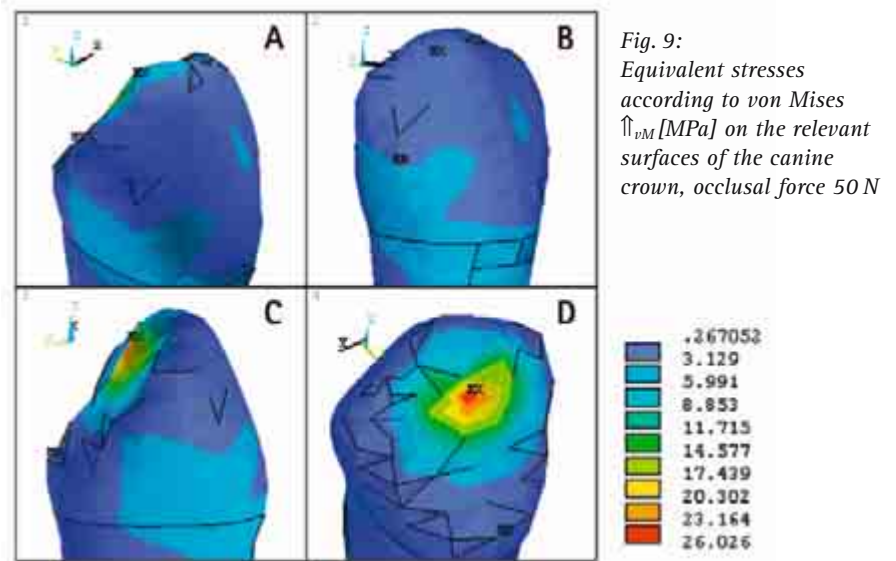 A
B
C
D
Fig. 9:
Equivalent stresses
according to von Mises
⇑vM [MPa] on the relevant
surfaces of the canine
crown, occlusal force 50 N
.267052
3.129
5.991
8.853
11.715
14.577
17.439
20.302
23.164
26.026